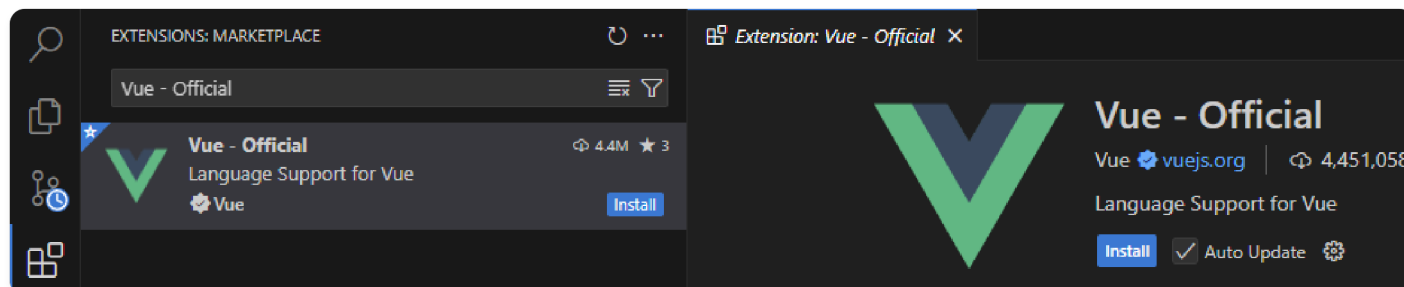 EXTENSIONS: MARKETPLACE
Vue - Official
Vue - Official
4.4M
3
Language Support for Vue
Vue
Install
Extension: Vue - Official
Vue - Official
Vue vuejs.org 4,451,058
Language Support for Vue
Install Auto Update